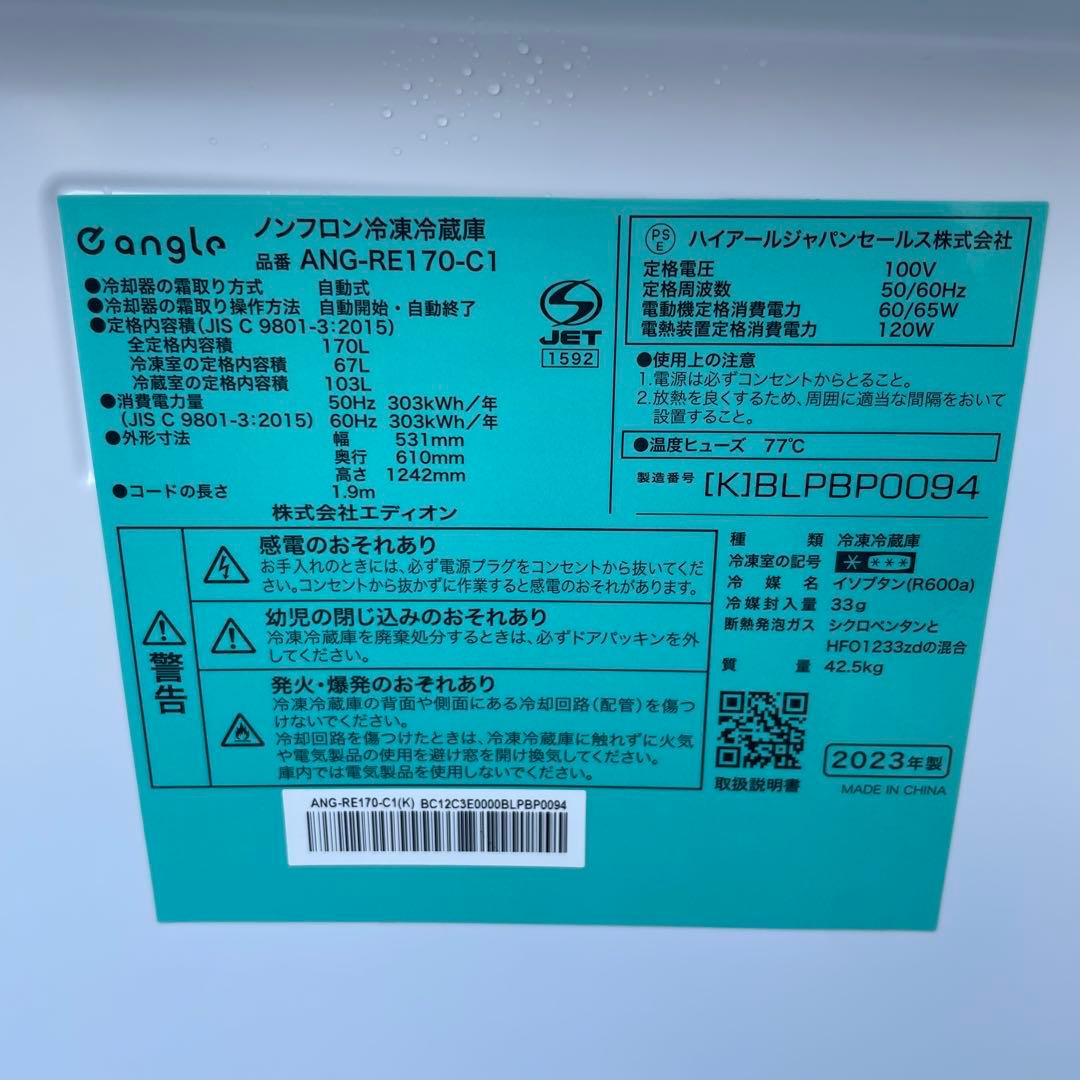 e angle
ノンフロン冷凍冷蔵庫
品番 ANG-RE170-C1
●冷却器の霜取り方式 自動式
●冷却器の霜取り操作方法 自動開始・自動終了
●定格内容積(JIS C 9801-3:2015)
全定格内容積 170L
冷凍室の定格内容積 67L
冷蔵室の定格内容積 103L
●消費電力量 50Hz 303kWh/年
(JIS C 9801-3:2015) 60Hz 303kWh/年
●外形寸法 幅 531mm
奥行 610mm
高さ 1242mm
●コードの長さ 1.9m
株式会社エディオン
JET
1592
PS
E
ハイアールジャパンセールス株式会社
定格電圧 100V
定格周波数 50/60Hz
電動機定格消費電力 60/65W
電熱装置定格消費電力 120W
●使用上の注意
1.電源は必ずコンセントからとること。
2.放熱を良くするため、周囲に適当な間隔をおいて
設置すること。
●温度ヒューズ 77℃
製造番号 [K]BLPBP0094
警告
感電のおそれあり
お手入れのときには、必ず電源プラグをコンセントから抜いてくだ
さい。コンセントから抜かずに作業すると感電のおそれがあります。
幼児の閉じ込みのおそれあり
冷凍冷蔵庫を廃棄処分するときは、必ずドアパッキンを外
してください。
発火・爆発のおそれあり
冷凍冷蔵庫の背面や側面にある冷却回路(配管)を傷つ
けないでください。
冷却回路を傷つけたときは、冷蔵庫に触れずに火気
や電気製品の使用を避け窓を開け換気してください。
庫内では電気製品を使用しないでください。
種類 冷凍冷蔵庫
冷凍室の記号 * ***
冷媒名 イソブタン(R600a)
冷媒封入量 33g
断熱発泡ガス シクロペンタンと
HFO1233zdの混合
質量 42.5kg
取扱説明書
2023年製
MADE IN CHINA
ANG-RE170-C1(K) BC12C3E0000BLPBP0094